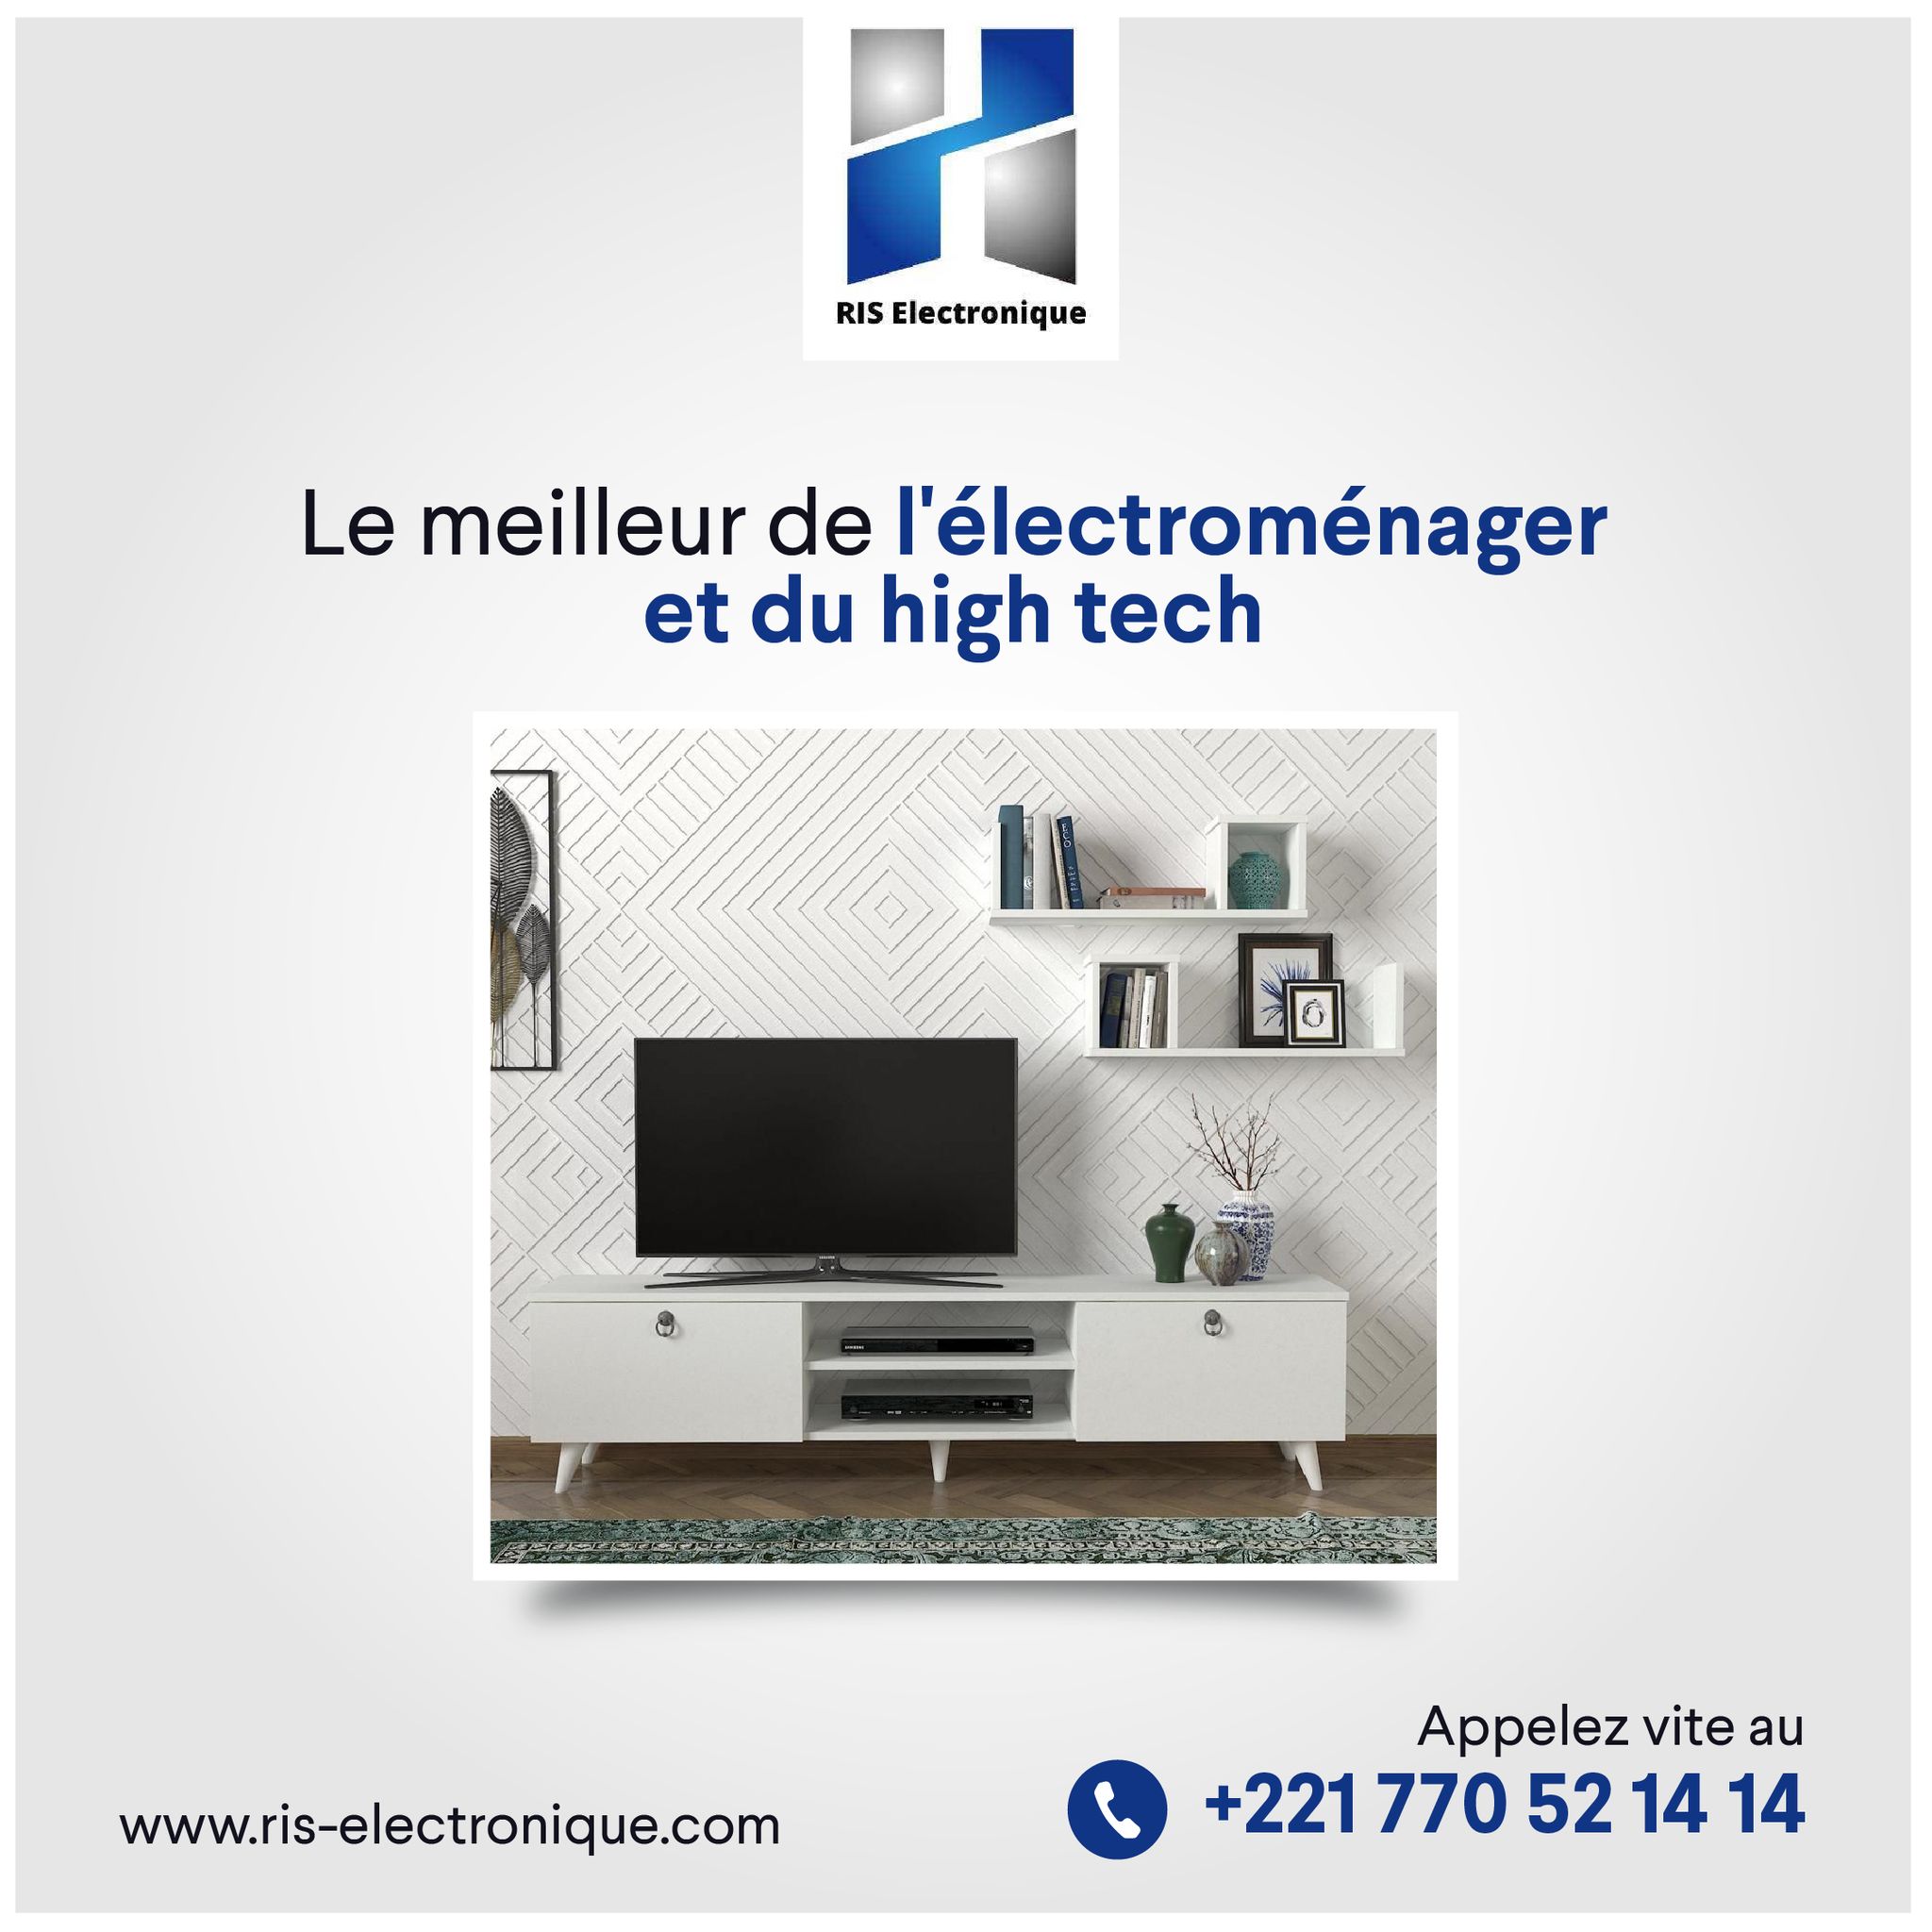 RIS Electronique
Le meilleur de l'électroménager
et du high tech
SAMSUNG
Appelez vite au
+221 770 52 14 14
www.ris-electronique.com